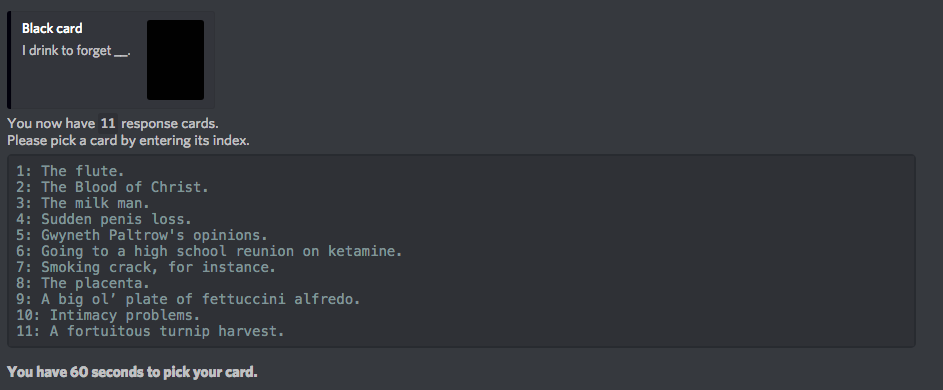 Black card
I drink to forget __.
You now have 11 response cards.
Please pick a card by entering its index.
1: The flute.
2: The Blood of Christ.
3: The milk man.
4: Sudden penis loss.
5: Gwyneth Paltrow's opinions.
6: Going to a high school reunion on ketamine.
7: Smoking crack, for instance.
8: The placenta.
9: A big ol’ plate of fettuccini alfredo.
10: Intimacy problems.
11: A fortuitous turnip harvest.
You have 60 seconds to pick your card.